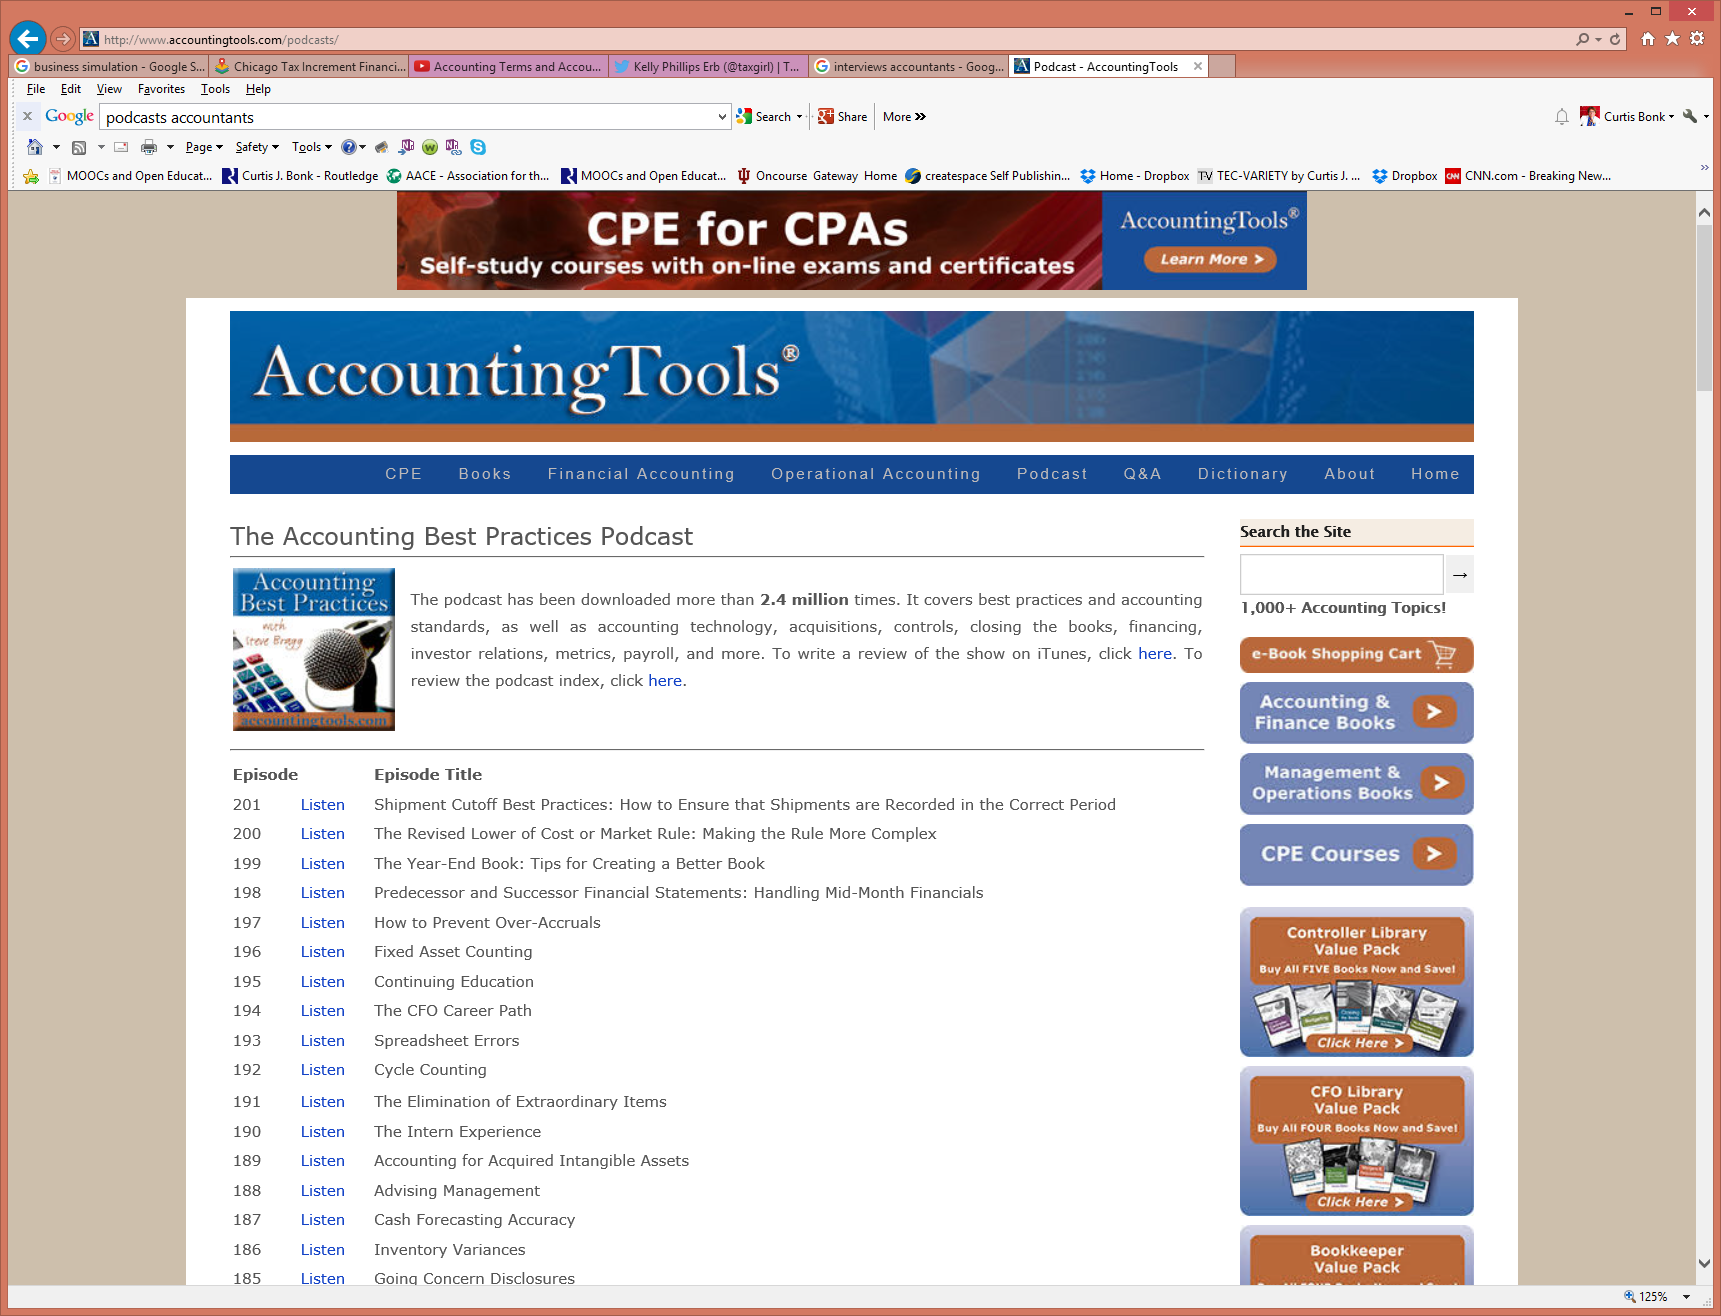 http://www.accountingtools.com/podcasts/
business simulation - Google S...
Chicago Tax Increment Financi...
Accounting Terms and Accou...
Kelly Phillips Erb (@taxgirl) | T...
interviews accountants - Goog...
Podcast - AccountingTools
File Edit View Favorites Tools Help
x Google podcasts accountants Search Share More » Curtis Bonk
Page Safety Tools
MOOCs and Open Educat... Curtis J. Bonk - Routledge AACE - Association for th... MOOCs and Open Educat... Oncourse Gateway Home createspace Self Publishin... Home - Dropbox TV TEC-VARIETY by Curtis J. ... Dropbox CNN CNN.com - Breaking New...
CPE for CPAs
Self-study courses with on-line exams and certificates
AccountingTools®
Learn More >
AccountingTools®
CPE Books Financial Accounting Operational Accounting Podcast Q&A Dictionary About Home
The Accounting Best Practices Podcast
Accounting
Best Practices
with
Steve Bragg
accountingtools.com
The podcast has been downloaded more than 2.4 million times. It covers best practices and accounting
standards, as well as accounting technology, acquisitions, controls, closing the books, financing,
investor relations, metrics, payroll, and more. To write a review of the show on iTunes, click here. To
review the podcast index, click here.
Episode Episode Title
201 Listen Shipment Cutoff Best Practices: How to Ensure that Shipments are Recorded in the Correct Period
200 Listen The Revised Lower of Cost or Market Rule: Making the Rule More Complex
199 Listen The Year-End Book: Tips for Creating a Better Book
198 Listen Predecessor and Successor Financial Statements: Handling Mid-Month Financials
197 Listen How to Prevent Over-Accruals
196 Listen Fixed Asset Counting
195 Listen Continuing Education
194 Listen The CFO Career Path
193 Listen Spreadsheet Errors
192 Listen Cycle Counting
191 Listen The Elimination of Extraordinary Items
190 Listen The Intern Experience
189 Listen Accounting for Acquired Intangible Assets
188 Listen Advising Management
187 Listen Cash Forecasting Accuracy
186 Listen Inventory Variances
185 Listen Going Concern Disclosures
Search the Site
→
1,000+ Accounting Topics!
e-Book Shopping Cart
Accounting &
Finance Books
Management &
Operations Books
CPE Courses
Controller Library
Value Pack
Buy All FIVE Books Now and Save!
Click Here >
CFO Library
Value Pack
Buy All FOUR Books Now and Save!
Click Here >
Bookkeeper
Value Pack
125%